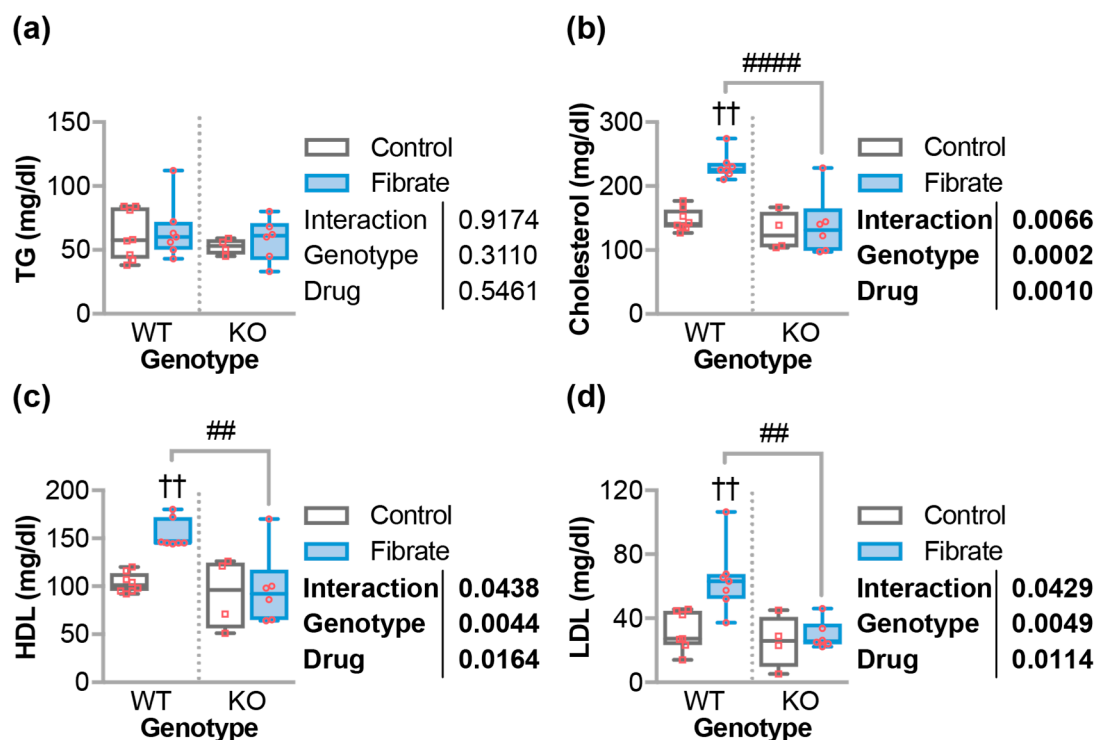 (a)
TG (mg/dl)
150
100
50
0
WT KO
Genotype
Control
Fibrate
Interaction 0.9174
Genotype 0.3110
Drug 0.5461
(b)
####
††
Cholesterol (mg/dl)
300
200
100
0
WT KO
Genotype
Control
Fibrate
Interaction 0.0066
Genotype 0.0002
Drug 0.0010
(c)
##
††
HDL (mg/dl)
200
150
100
50
0
WT KO
Genotype
Control
Fibrate
Interaction 0.0438
Genotype 0.0044
Drug 0.0164
(d)
##
††
LDL (mg/dl)
120
80
40
0
WT KO
Genotype
Control
Fibrate
Interaction 0.0429
Genotype 0.0049
Drug 0.0114